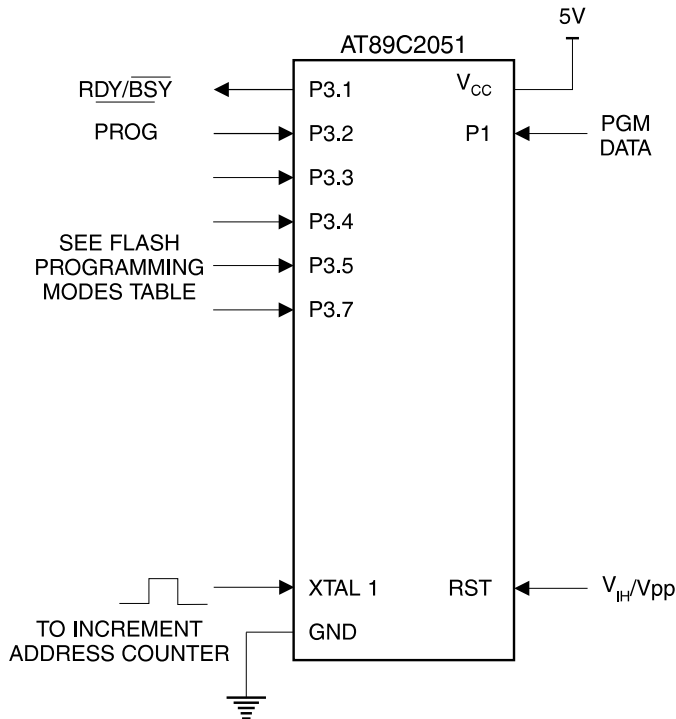 5V
AT89C2051
RDY/BSY
P3.1
VCC
PROG
P3.2
P1
PGM
DATA
P3.3
P3.4
SEE FLASH
PROGRAMMING
MODES TABLE
P3.5
P3.7
XTAL 1
RST
VIH/Vpp
TO INCREMENT
ADDRESS COUNTER
GND